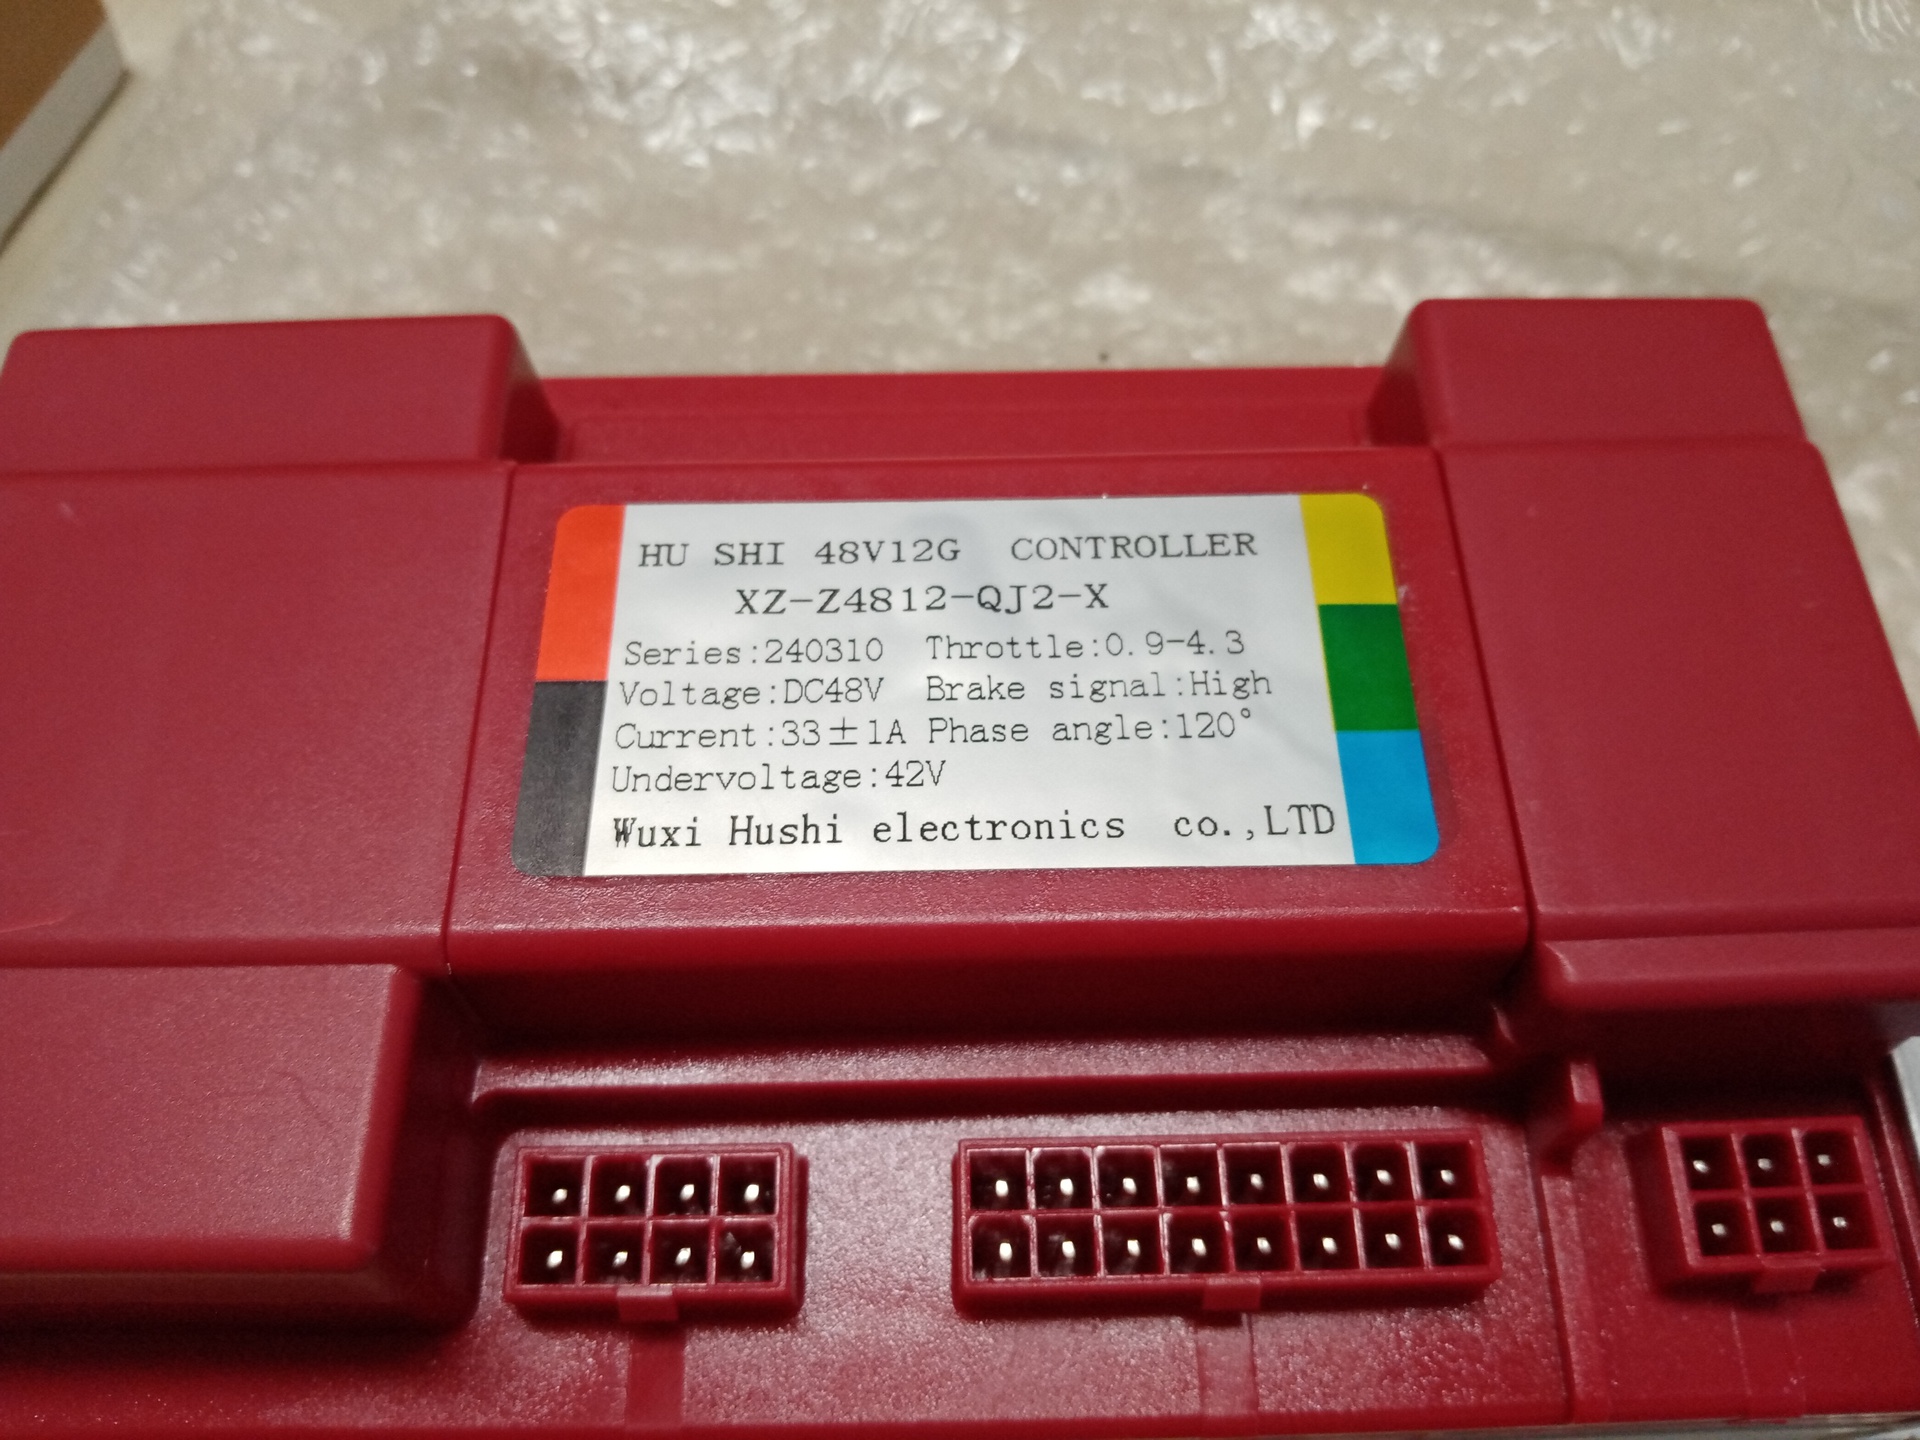 HU SHI 48V12G CONTROLLER
XZ-Z4812-QJ2-X
Series:240310 Throttle:0.9-4.3
Voltage:DC48V Brake signal:High
Current:33±1A Phase angle:120°
Undervoltage:42V
Wuxi Hushi electronics co.,LTD